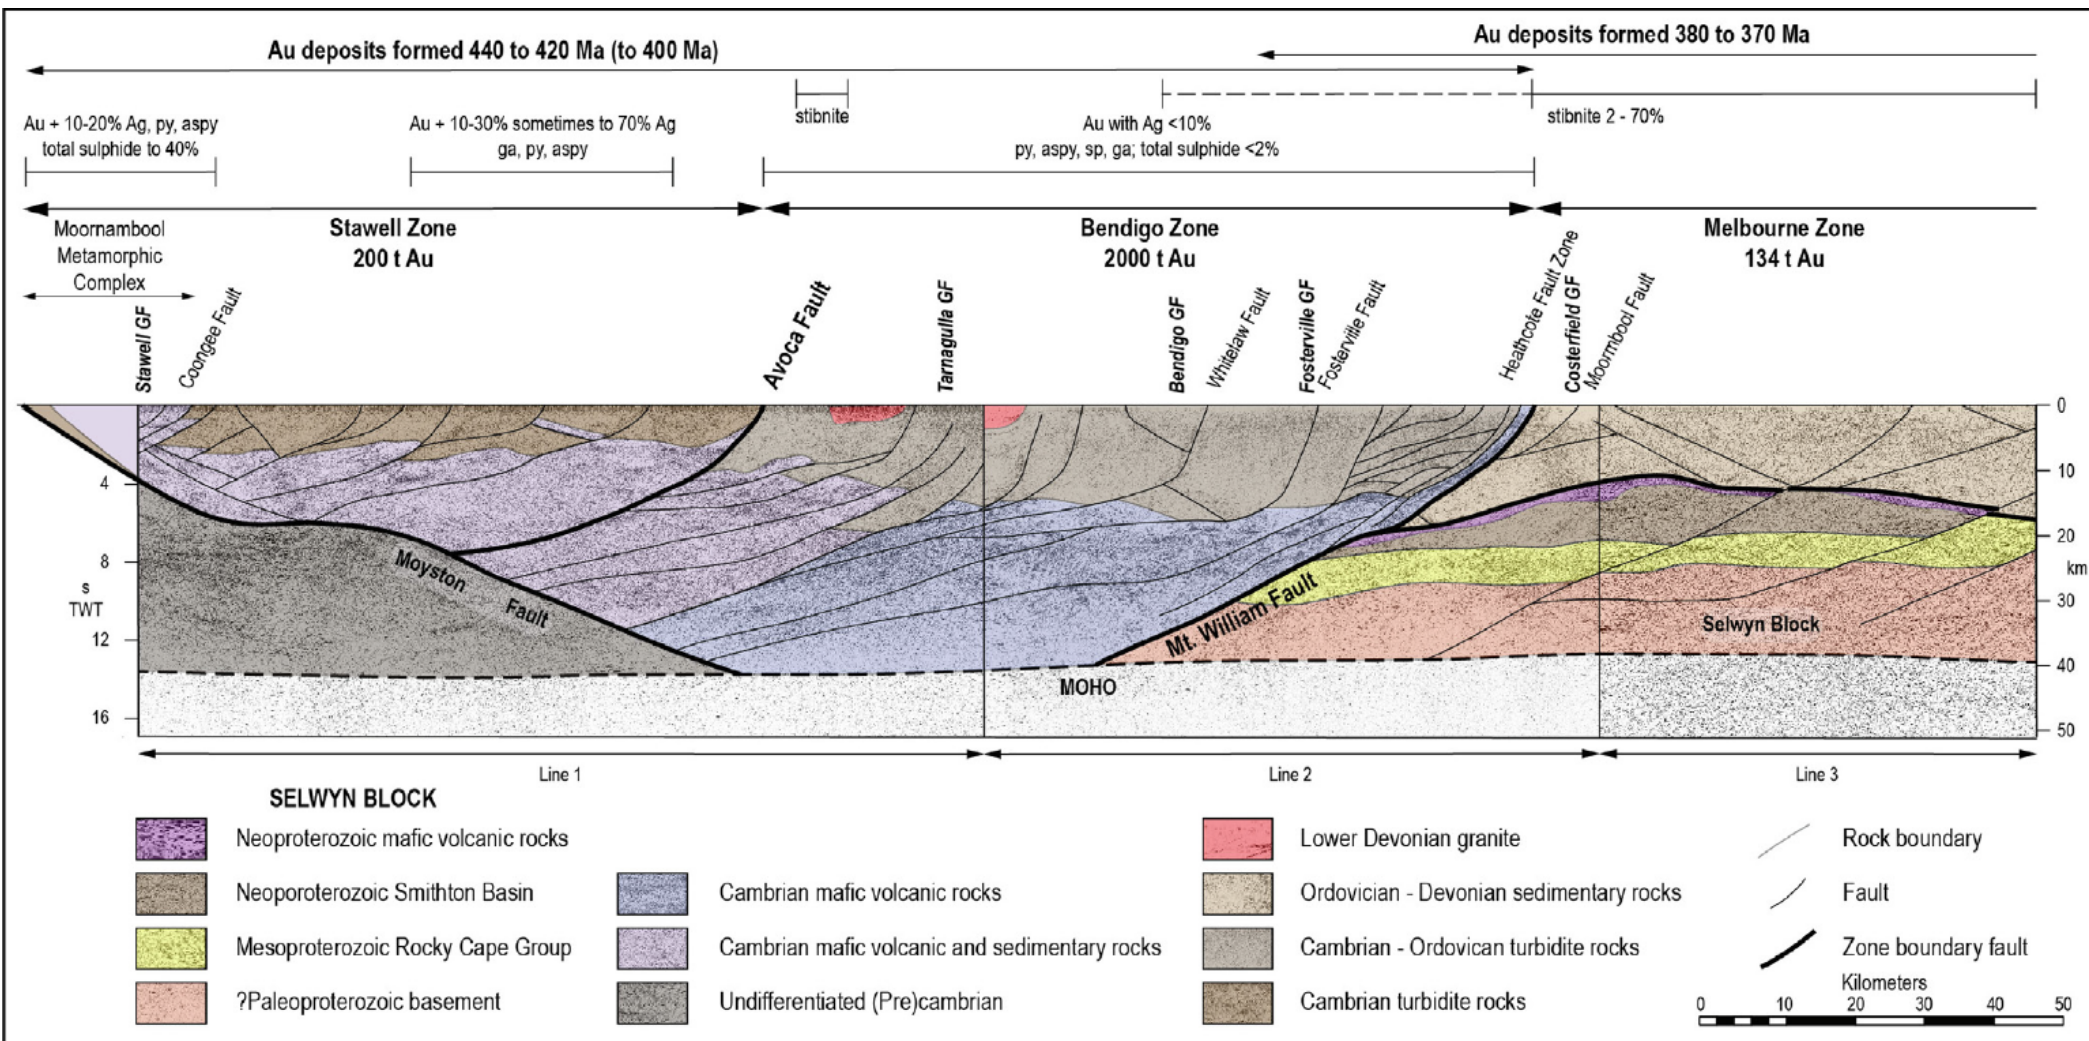 Au deposits formed 440 to 420 Ma (to 400 Ma)
Au deposits formed 380 to 370 Ma
Au + 10-20% Ag, py, aspy
total sulphide to 40%
Au + 10-30% sometimes to 70% Ag
ga, py, aspy
stibnite
Au with Ag <10%
py, aspy, sp, ga; total sulphide <2%
stibnite 2 - 70%
Moornambool
Metamorphic
Complex
Stawell Zone
200 t Au
Bendigo Zone
2000 t Au
Melbourne Zone
134 t Au
Stawell GF
Coongee Fault
Avoca Fault
Tarnagulla GF
Bendigo GF
Whitelaw Fault
Fosterville GF
Fosterville Fault
Heathcote Fault Zone
Costerfield GF
Moormbool Fault
4
8
s
TWT
12
16
0
10
20
km
30
40
50
Moyston Fault
Mt. William Fault
Selwyn Block
MOHO
Line 1
Line 2
Line 3
SELWYN BLOCK
Neoproterozoic mafic volcanic rocks
Neoporoterozoic Smithton Basin
Mesoproterozoic Rocky Cape Group
?Paleoproterozoic basement
Cambrian mafic volcanic rocks
Cambrian mafic volcanic and sedimentary rocks
Undifferentiated (Pre)cambrian
Lower Devonian granite
Ordovician - Devonian sedimentary rocks
Cambrian - Ordovican turbidite rocks
Cambrian turbidite rocks
Rock boundary
Fault
Zone boundary fault
Kilometers
0 10 20 30 40 50